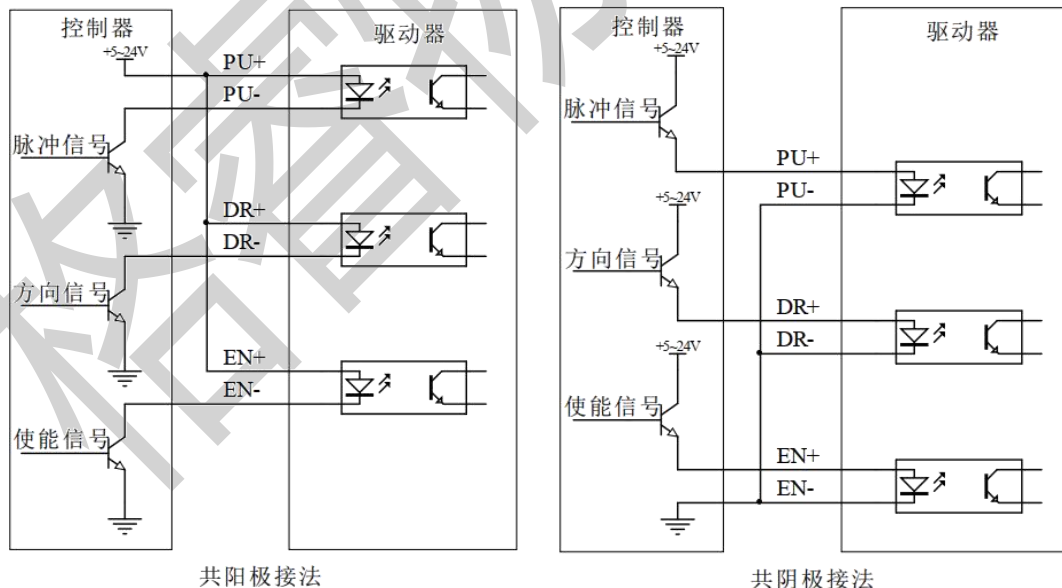 控制器
驱动器
+5~24V
PU+
PU-
脉冲信号
DR+
DR-
方向信号
EN+
EN-
使能信号
共阳极接法
控制器
驱动器
+5~24V
脉冲信号
PU+
PU-
+5~24V
方向信号
DR+
DR-
+5~24V
使能信号
EN+
EN-
共阴极接法
格睿